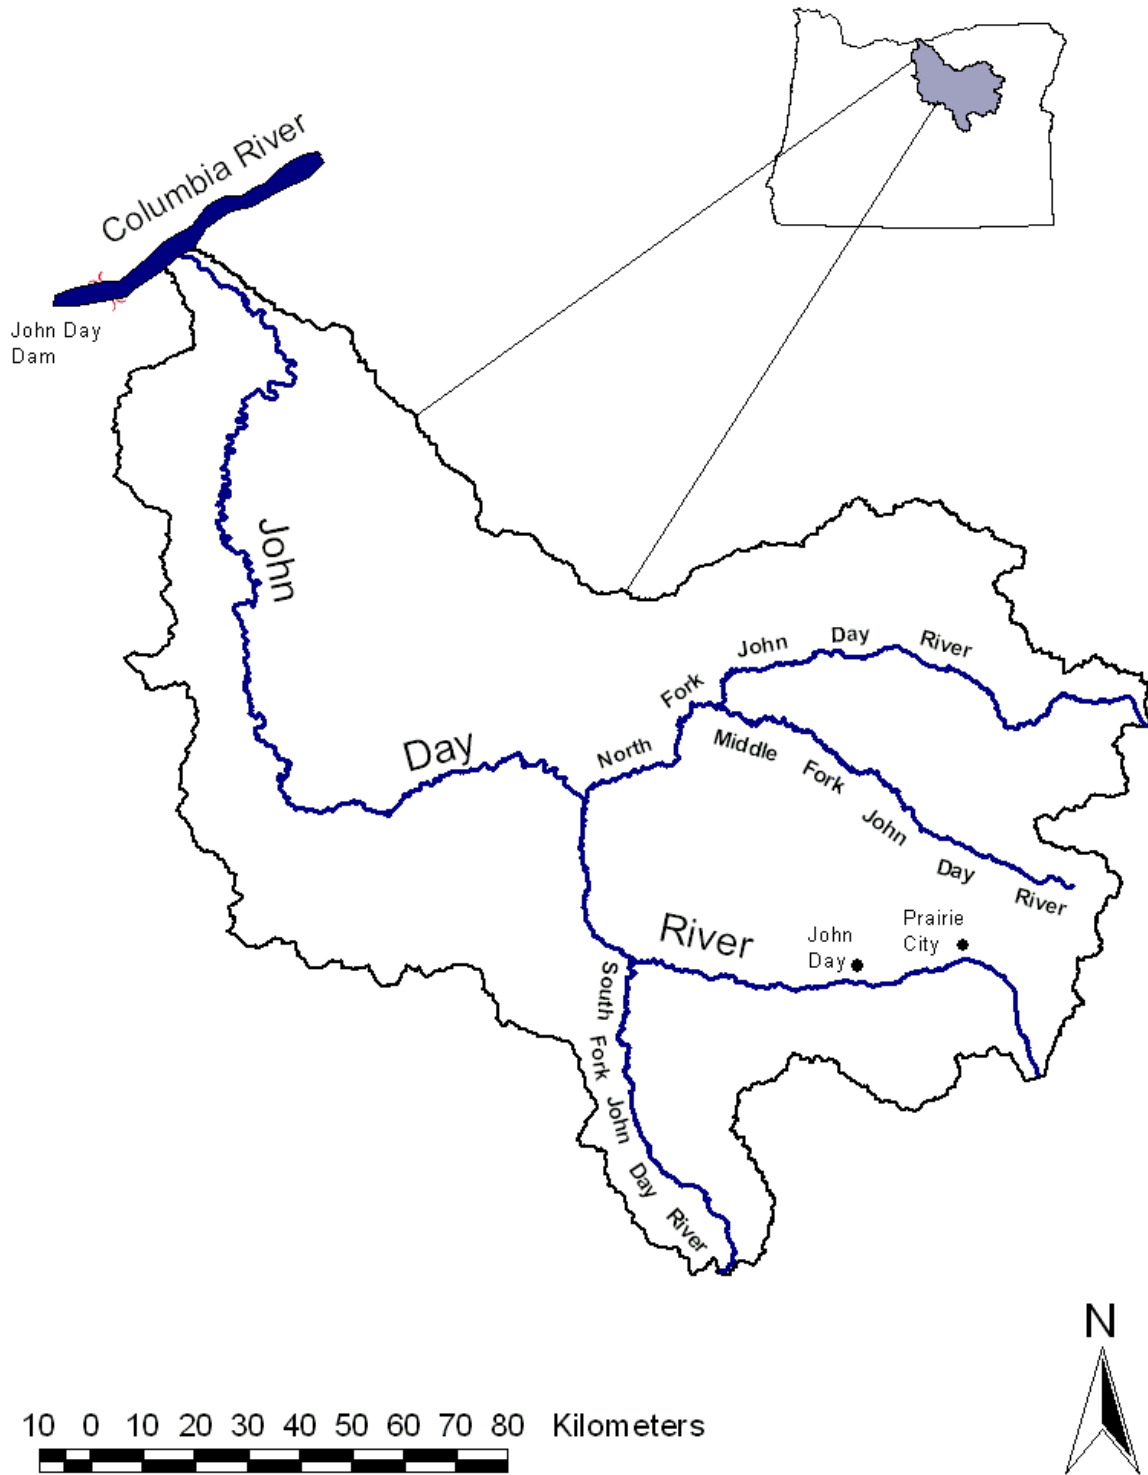 Columbia River
John Day
Dam
John
Day
River
North Fork John Day River
Middle Fork John Day River
South Fork John Day River
John
Day
Prairie
City
N
10 0 10 20 30 40 50 60 70 80 Kilometers